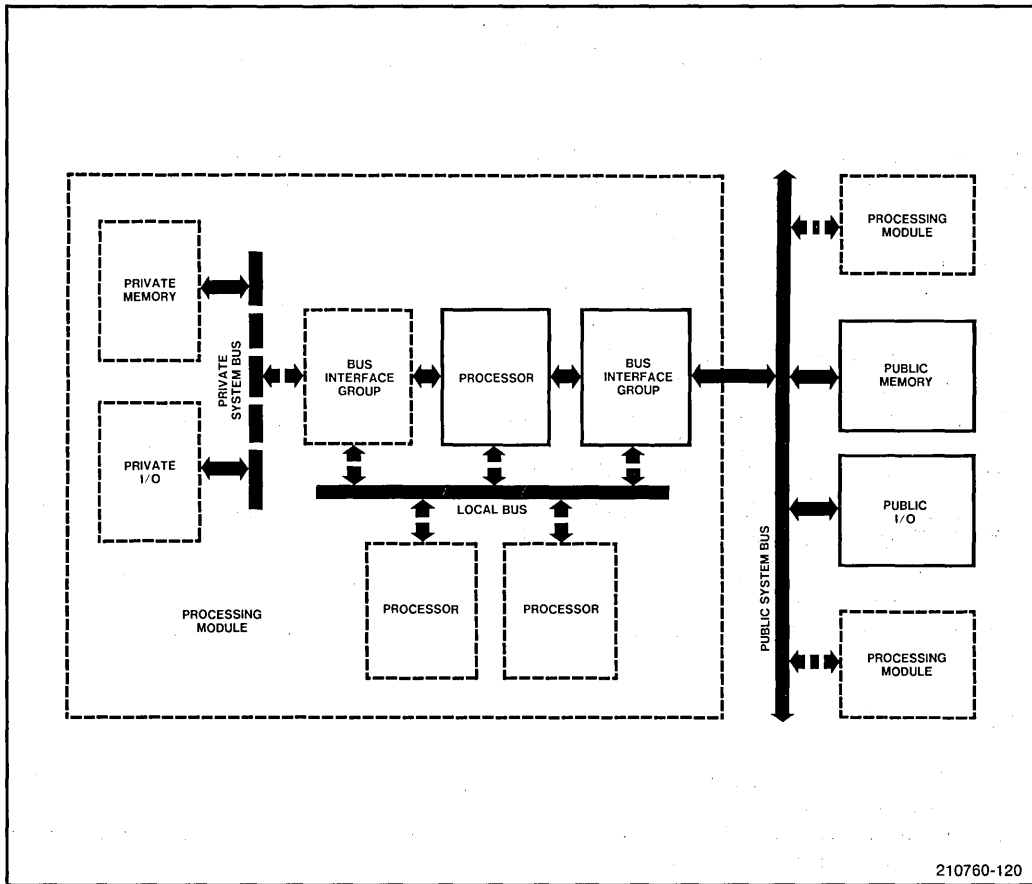 PRIVATE
MEMORY
PRIVATE
SYSTEM BUS
PRIVATE
I/O
BUS
INTERFACE
GROUP
PROCESSOR
BUS
INTERFACE
GROUP
LOCAL BUS
PROCESSOR
PROCESSOR
PROCESSING
MODULE
PUBLIC SYSTEM BUS
PROCESSING
MODULE
PUBLIC
MEMORY
PUBLIC
I/O
PROCESSING
MODULE
210760-120